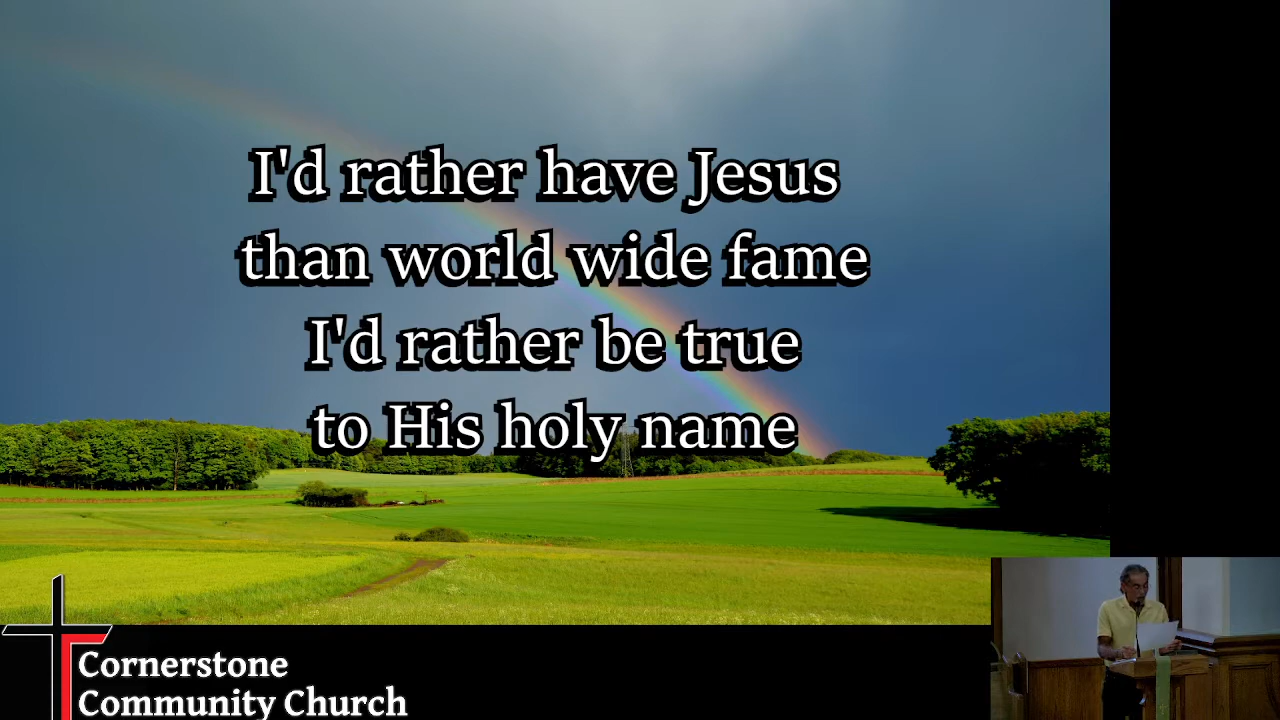 I'd rather have Jesus
than world wide fame
I'd rather be true
to His holy name
Cornerstone
Community Church